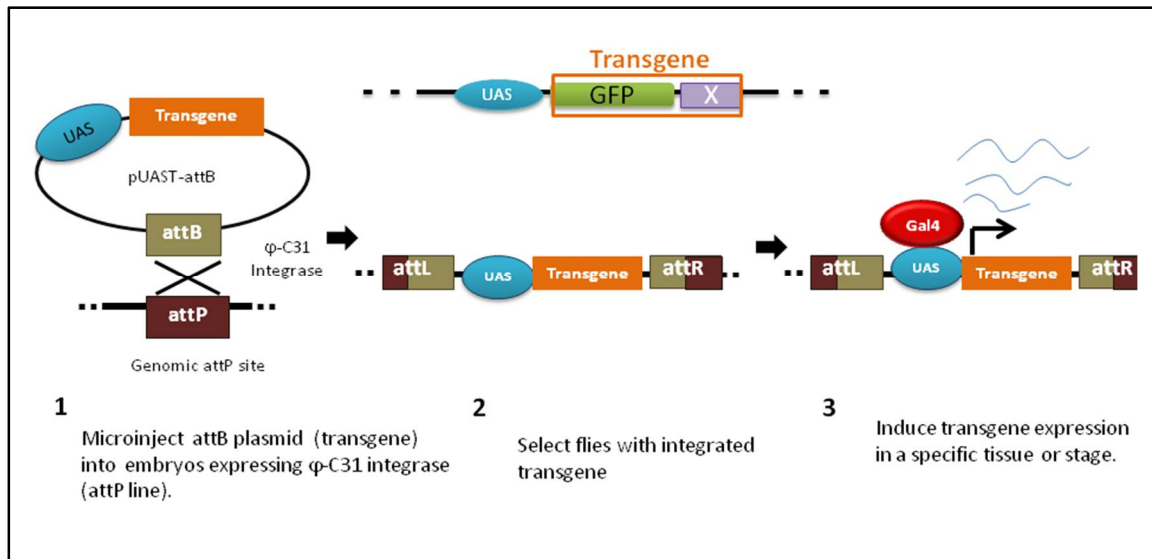 Transgene
UAS
GFP
X
UAS
Transgene
pUAST-attB
attB
φ-C31
Integrase
attP
Genomic attP site
attL
UAS
Transgene
attR
Gal4
attL
UAS
Transgene
attR
1
Microinject attB plasmid (transgene)
into embryos expressing φ-C31 integrase
(attP line).
2
Select flies with integrated
transgene
3
Induce transgene expression
in a specific tissue or stage.